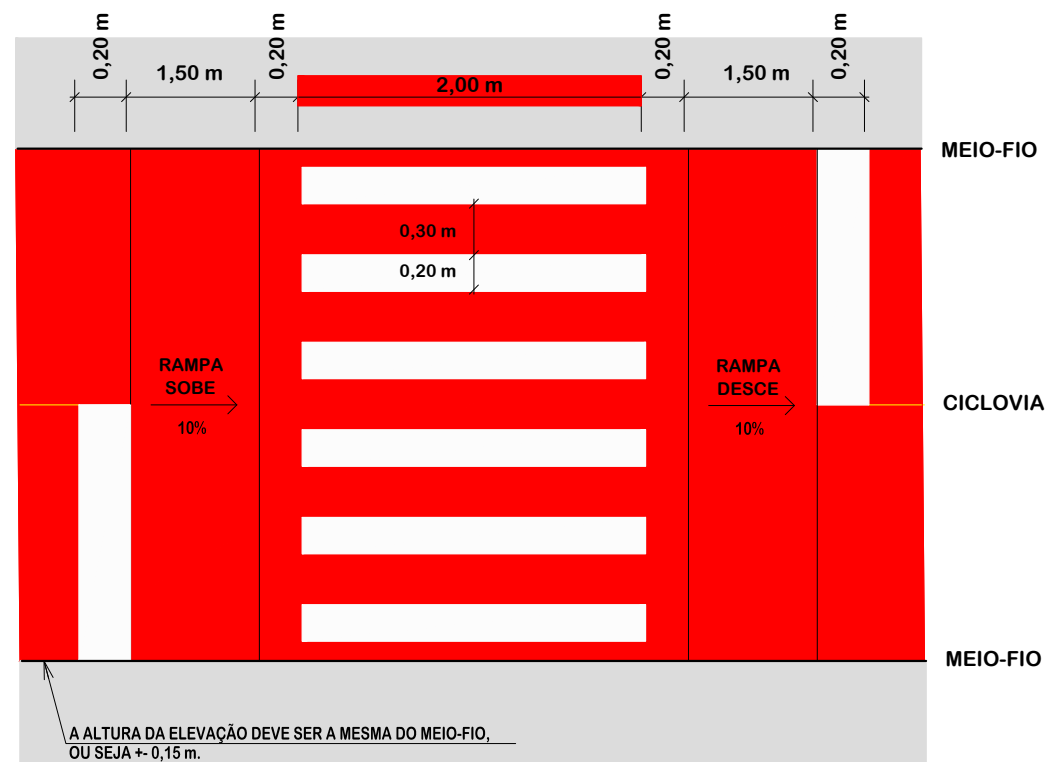 0,20 m
1,50 m
0,20 m
2,00 m
0,20 m
1,50 m
0,20 m
MEIO-FIO
0,30 m
0,20 m
RAMPA
SOBE
10%
RAMPA
DESCE
10%
CICLOVIA
MEIO-FIO
A ALTURA DA ELEVAÇÃO DEVE SER A MESMA DO MEIO-FIO,
OU SEJA +- 0,15 m.